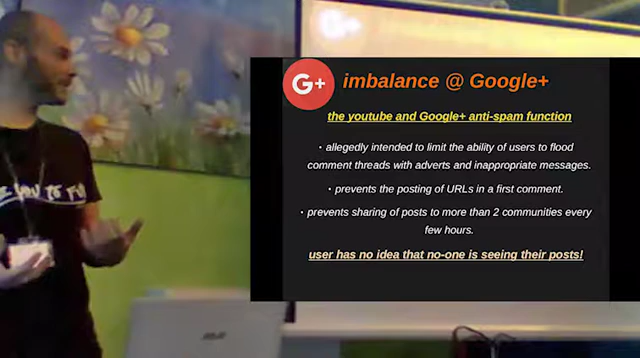 G+ imbalance @ Google+
the youtube and Google+ anti-spam function
• allegedly intended to limit the ability of users to flood
comment threads with adverts and inappropriate messages.
• prevents the posting of URLs in a first comment.
• prevents sharing of posts to more than 2 communities every
few hours.
user has no idea that no-one is seeing their posts!